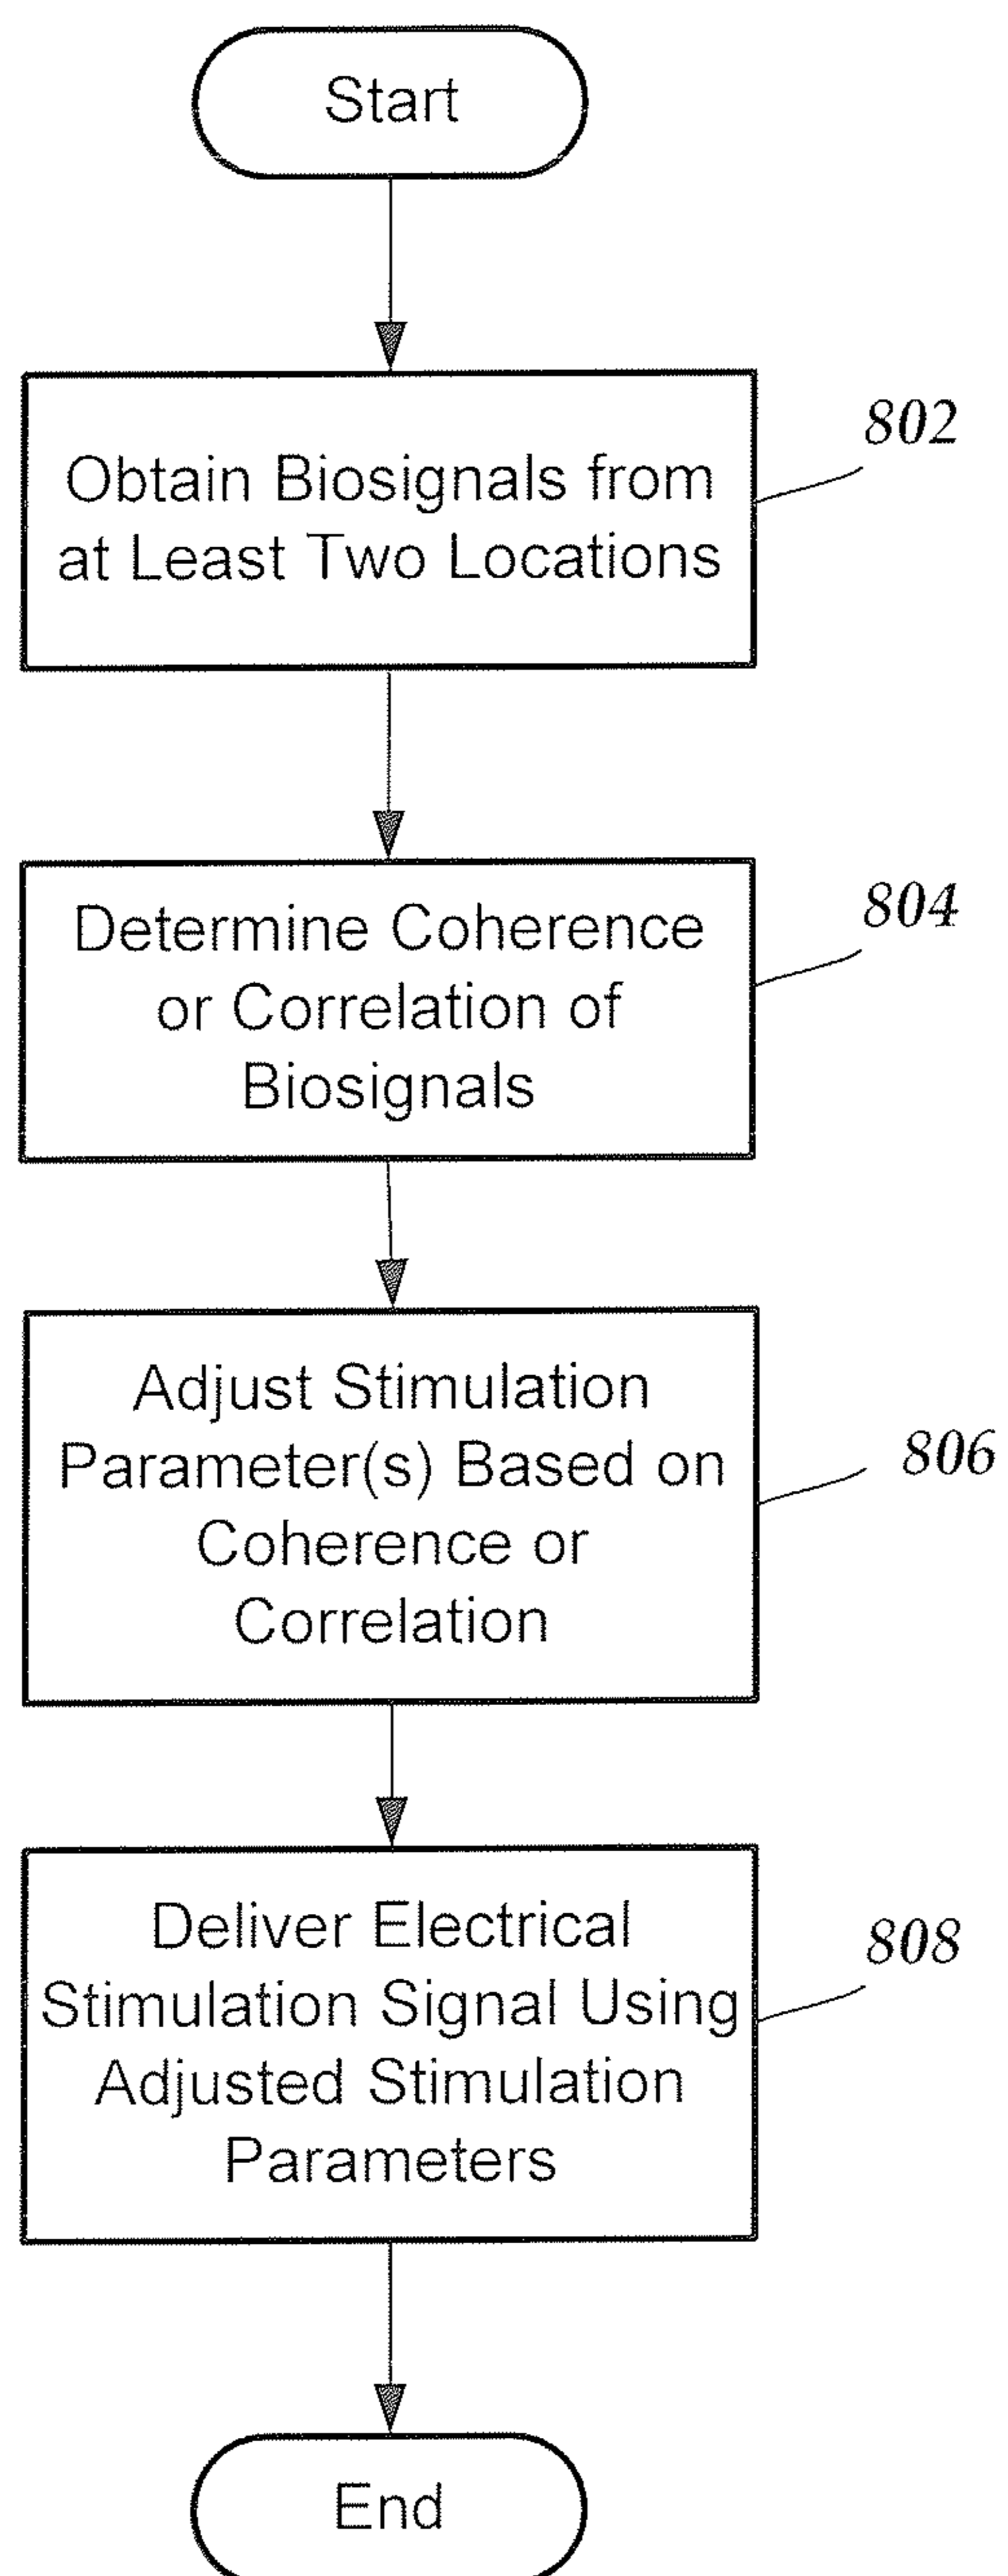 Start
802
Obtain Biosignals from
at Least Two Locations
804
Determine Coherence
or Correlation of
Biosignals
Adjust Stimulation
Parameter(s) Based on
806
Coherence or
Correlation
Deliver Electrical
808
Stimulation Signal Using
Adjusted Stimulation
Parameters
End